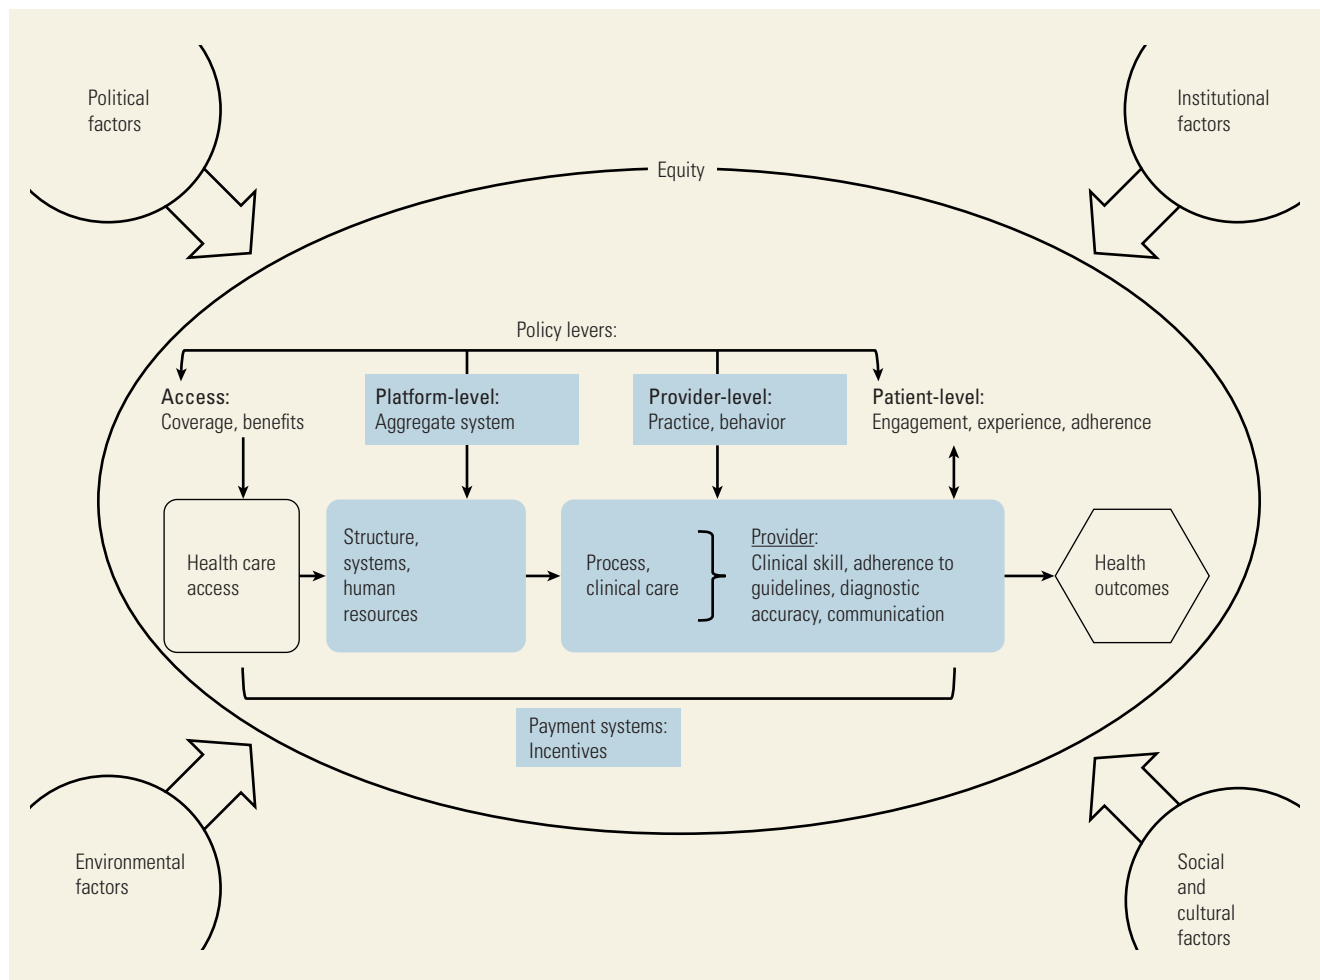 Political
factors
Institutional
factors
Equity
Policy levers:
Access:
Coverage, benefits
Platform-level:
Aggregate system
Provider-level:
Practice, behavior
Patient-level:
Engagement, experience, adherence
Health care
access
Structure,
systems,
human
resources
Process,
clinical care
Provider:
Clinical skill, adherence to
guidelines, diagnostic
accuracy, communication
Health
outcomes
Payment systems:
Incentives
Environmental
factors
Social
and
cultural
factors